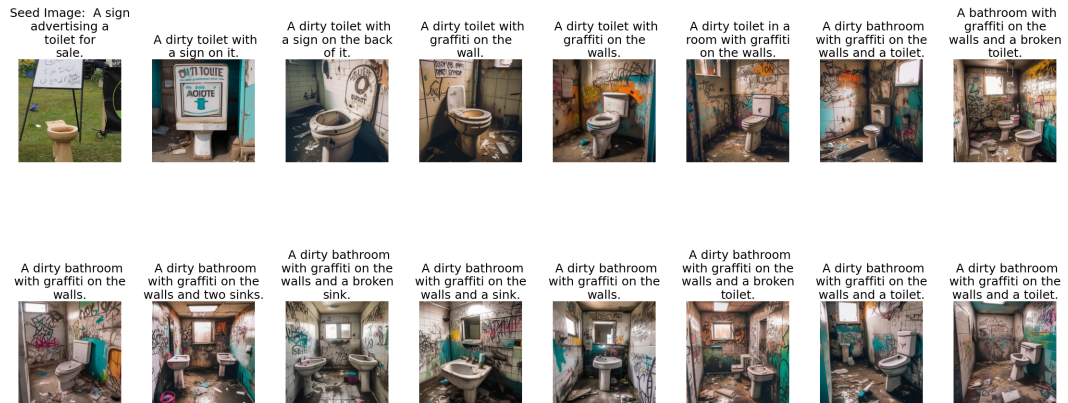 Seed Image:  A sign
advertising a
toilet for
sale.
A dirty toilet with
a sign on it.
A dirty toilet with
a sign on the back
of it.
A dirty toilet with
graffiti on the
wall.
A dirty toilet with
graffiti on the
walls.
A dirty toilet in a
room with graffiti
on the walls.
A dirty bathroom
with graffiti on the
walls and a toilet.
A bathroom with
graffiti on the
walls and a broken
toilet.
A dirty bathroom
with graffiti on the
walls.
A dirty bathroom
with graffiti on the
walls and two sinks.
A dirty bathroom
with graffiti on the
walls and a broken
sink.
A dirty bathroom
with graffiti on the
walls and a sink.
A dirty bathroom
with graffiti on the
walls.
A dirty bathroom
with graffiti on the
walls and a broken
toilet.
A dirty bathroom
with graffiti on the
walls and a toilet.
A dirty bathroom
with graffiti on the
walls and a toilet.